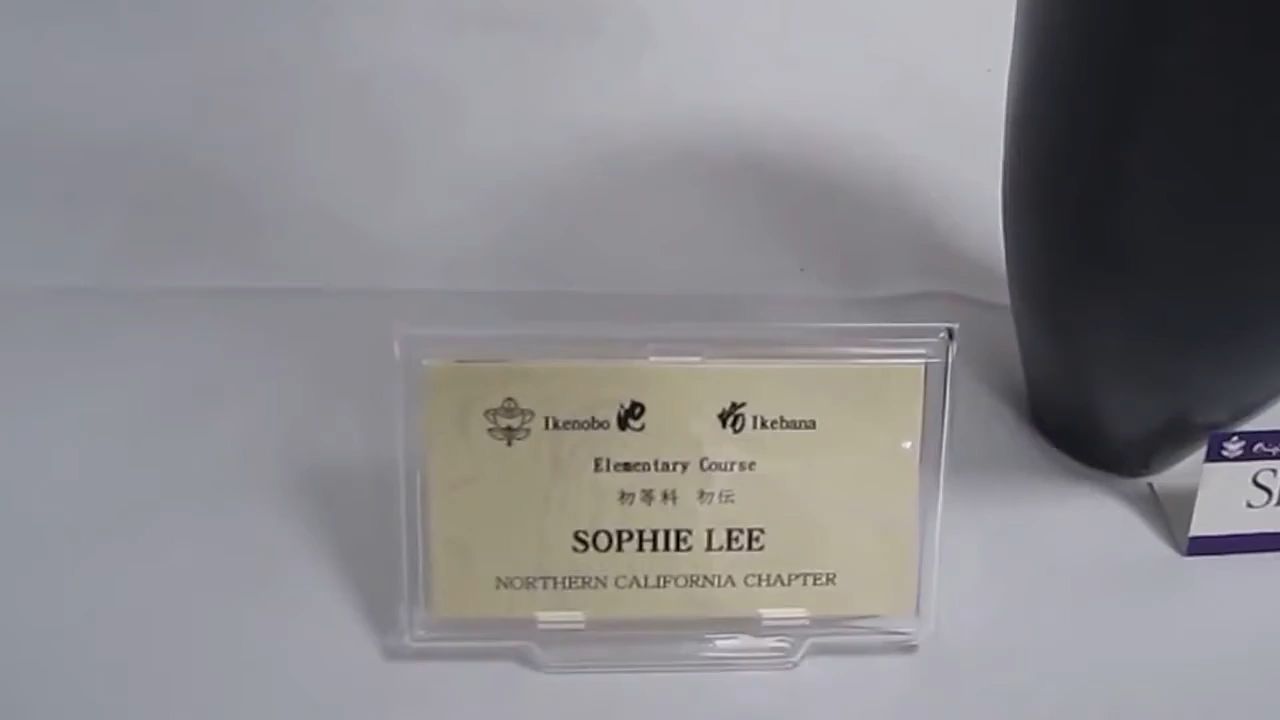 Ikenobo 池 坊 Ikebana
Elementary Course
初等科 初伝
SOPHIE LEE
NORTHERN CALIFORNIA CHAPTER